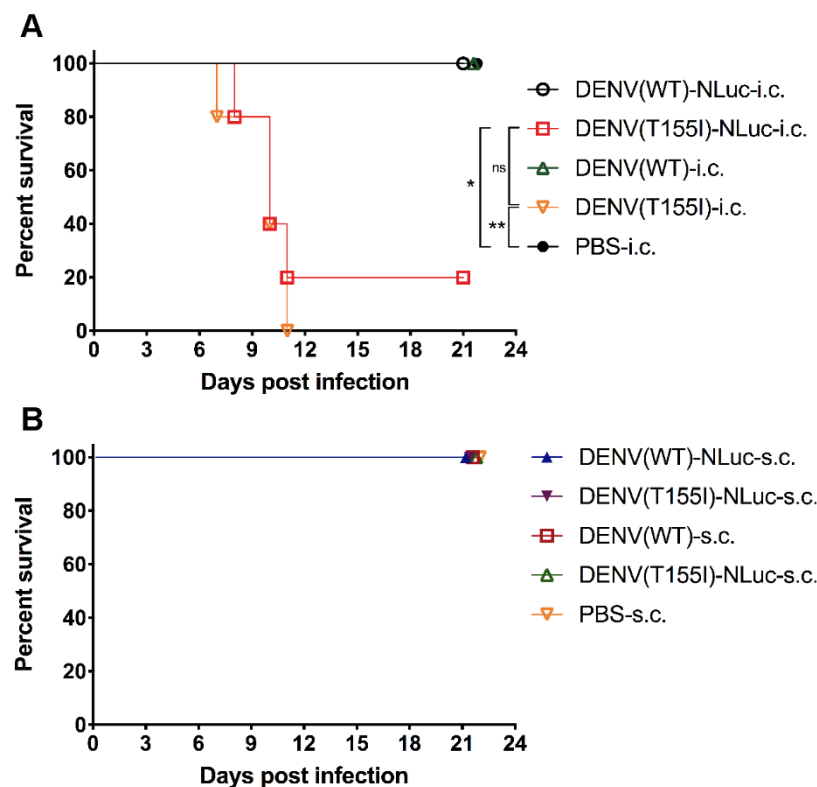 A
Percent survival
100
80
60
40
20
0
0 3 6 9 12 15 18 21 24
Days post infection
DENV(WT)-NLuc-i.c.
DENV(T155I)-NLuc-i.c.
DENV(WT)-i.c.
DENV(T155I)-i.c.
PBS-i.c.
*
ns
**
B
Percent survival
100
80
60
40
20
0
0 3 6 9 12 15 18 21 24
Days post infection
DENV(WT)-NLuc-s.c.
DENV(T155I)-NLuc-s.c.
DENV(WT)-s.c.
DENV(T155I)-NLuc-s.c.
PBS-s.c.